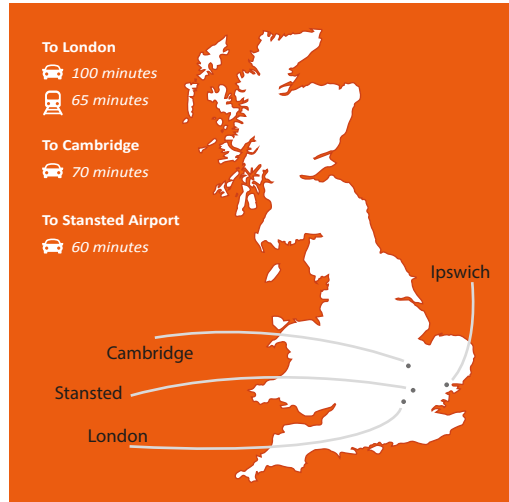 To London
100 minutes
65 minutes
To Cambridge
70 minutes
To Stansted Airport
60 minutes
Ipswich
Cambridge
Stansted
London